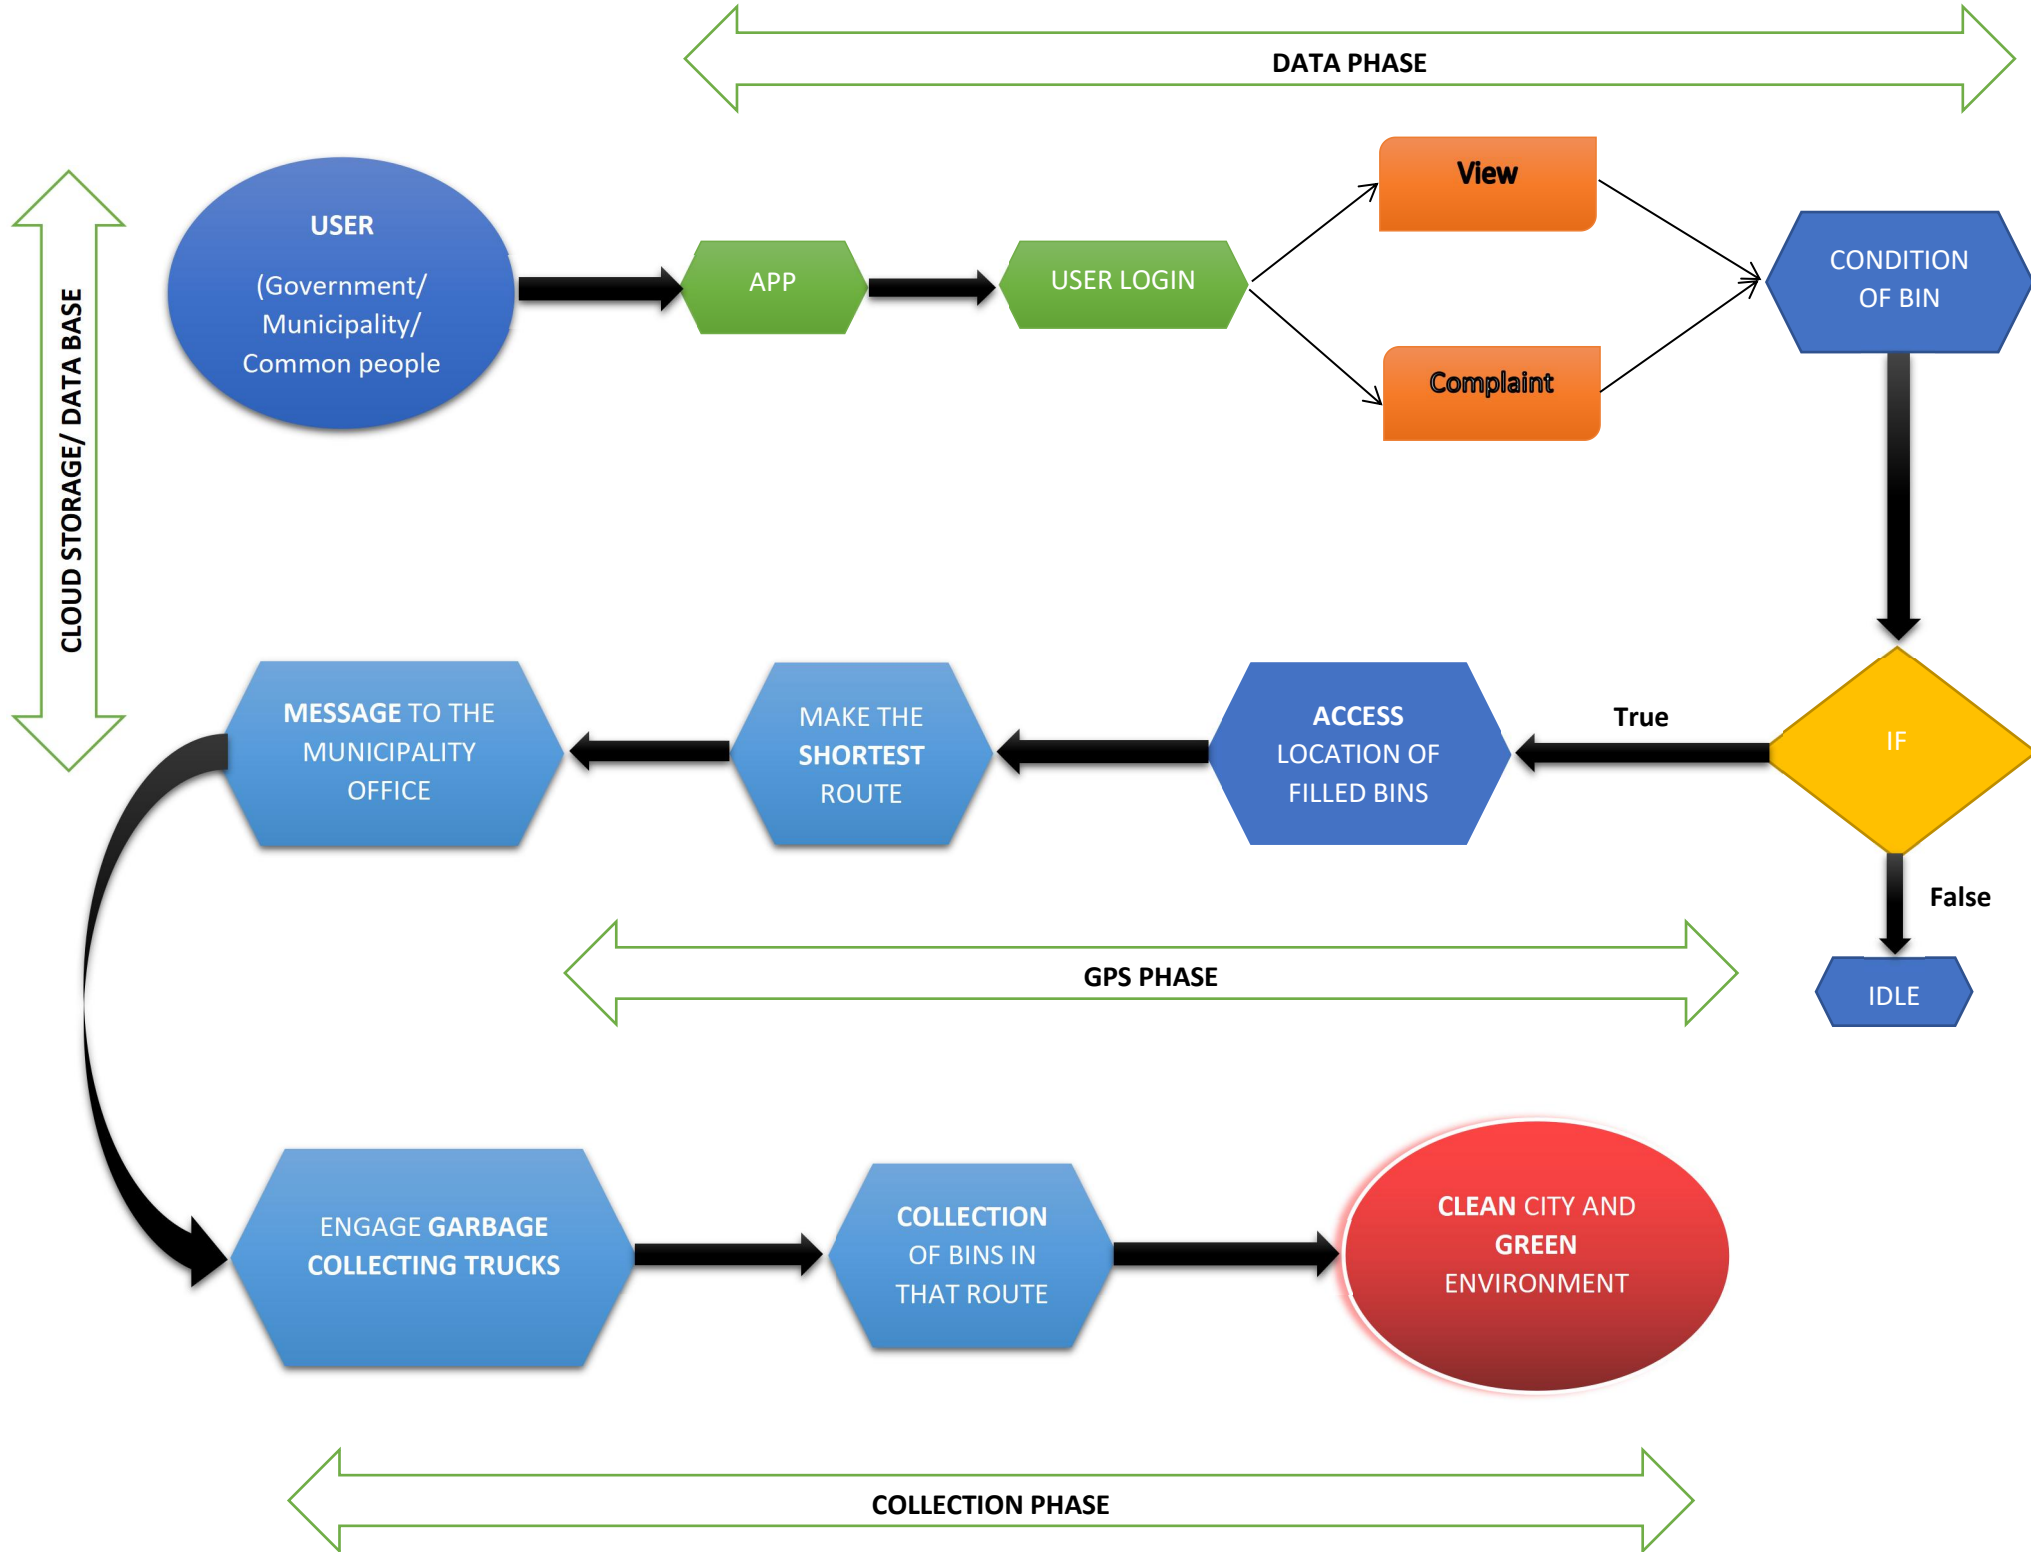 DATA PHASE
CLOUD STORAGE/ DATA BASE
USER
(Government/
Municipality/
Common people
APP
USER LOGIN
View
Complaint
CONDITION
OF BIN
IF
True
False
IDLE
ACCESS
LOCATION OF
FILLED BINS
MAKE THE
SHORTEST
ROUTE
MESSAGE TO THE
MUNICIPALITY
OFFICE
GPS PHASE
ENGAGE GARBAGE
COLLECTING TRUCKS
COLLECTION
OF BINS IN
THAT ROUTE
CLEAN CITY AND
GREEN
ENVIRONMENT
COLLECTION PHASE